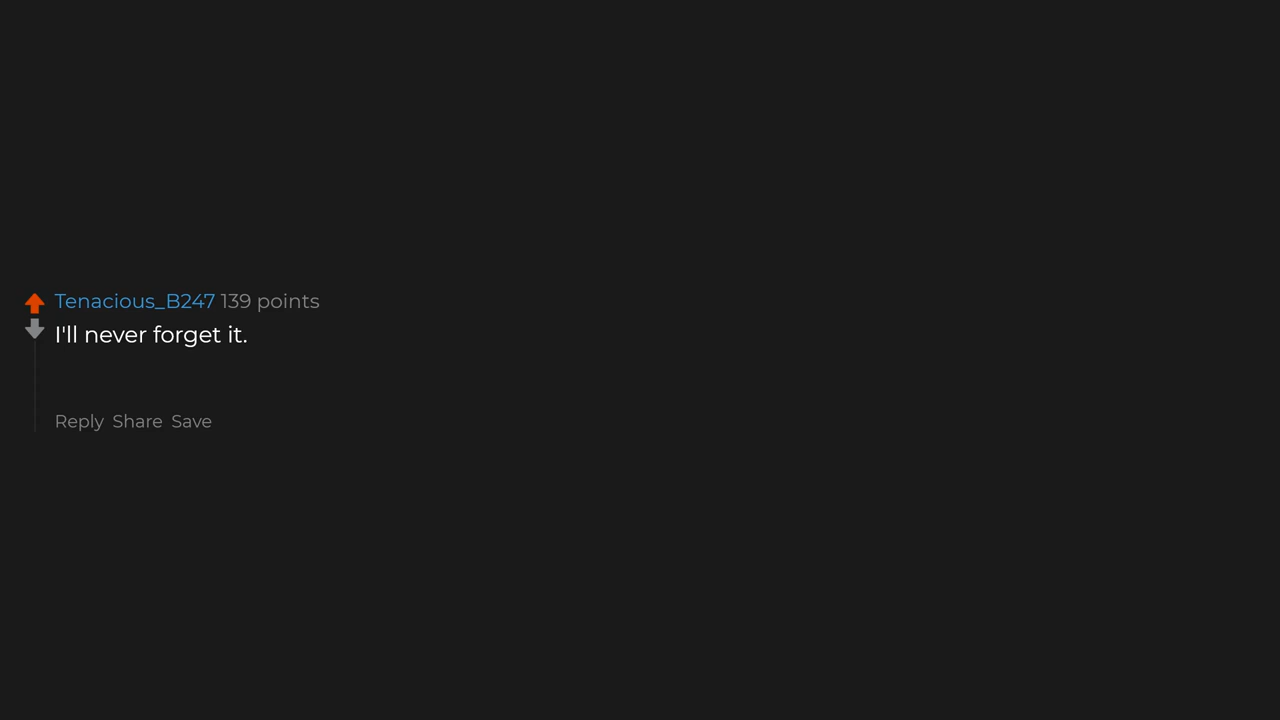 Tenacious_B247 139 points
I'll never forget it.
Reply Share Save